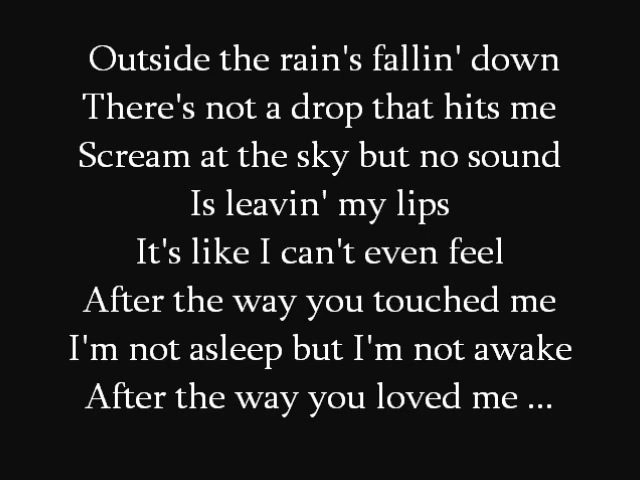 Outside the rain's fallin' down
There's not a drop that hits me
Scream at the sky but no sound
Is leavin' my lips
It's like I can't even feel
After the way you touched me
I'm not asleep but I'm not awake
After the way you loved me ...